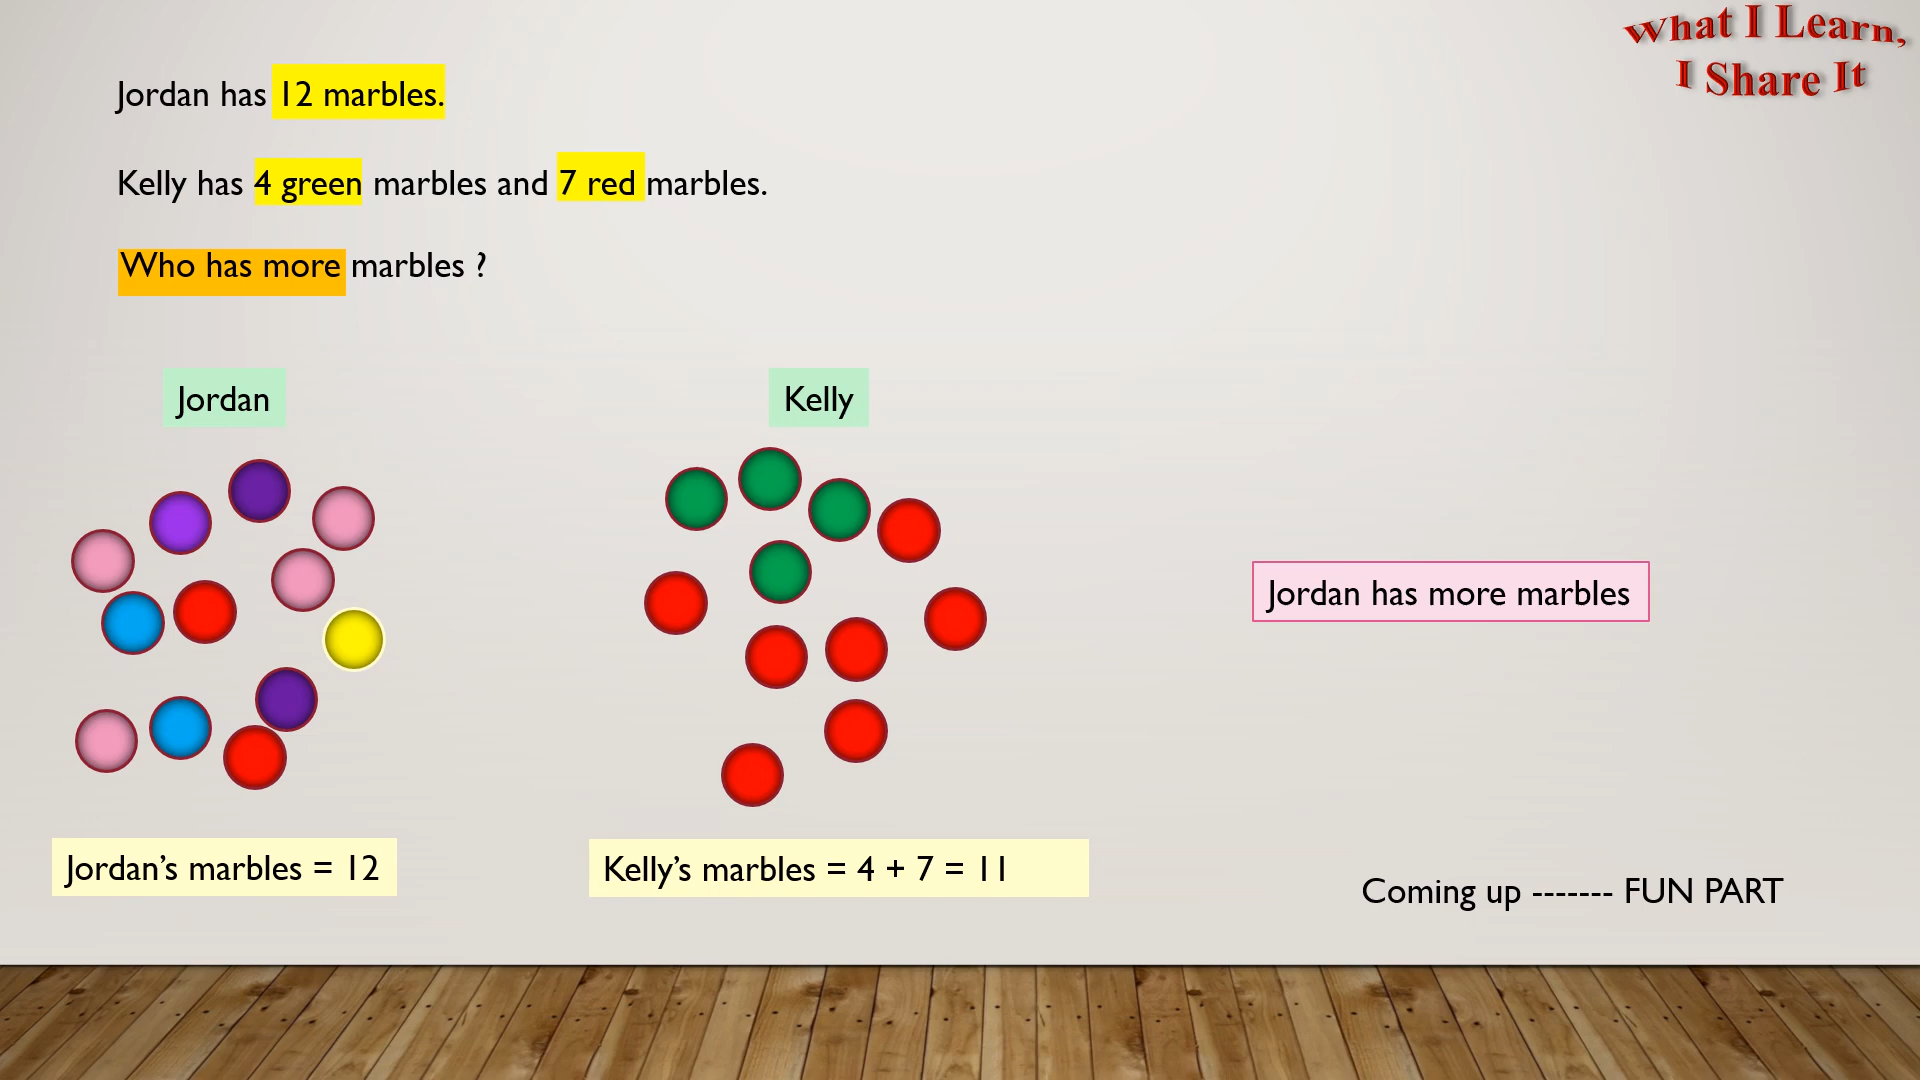 What I Learn,
I Share It
Jordan has 12 marbles.
Kelly has 4 green marbles and 7 red marbles.
Who has more marbles ?
Jordan
Kelly
Jordan has more marbles
Jordan’s marbles = 12
Kelly’s marbles = 4 + 7 = 11
Coming up ------- FUN PART